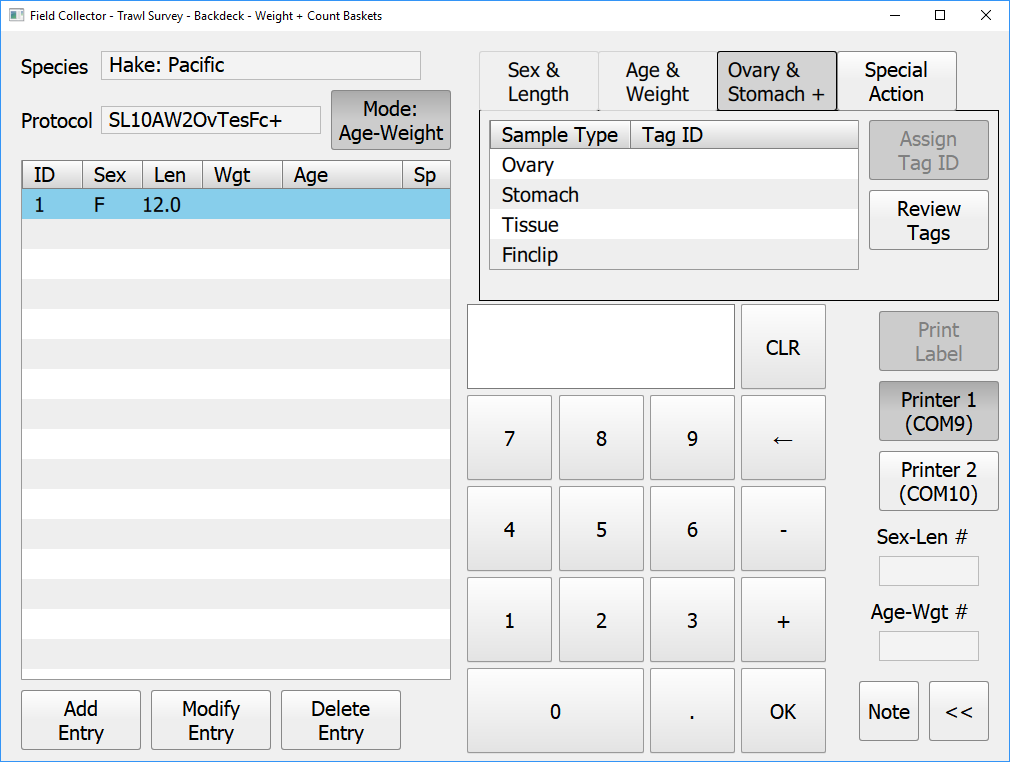 Field Collector - Trawl Survey - Backdeck - Weight + Count Baskets
Species
Hake: Pacific
Protocol
SL10AW2OvTesFc+
Mode:
Age-Weight
ID Sex Len Wgt Age Sp
1 F 12.0
Add
Entry
Modify
Entry
Delete
Entry
Sex &
Length
Age &
Weight
Ovary &
Stomach +
Special
Action
Sample Type Tag ID
Ovary
Stomach
Tissue
Finclip
Assign
Tag ID
Review
Tags
CLR
7 8 9 ←
4 5 6 -
1 2 3 +
0 . OK
Print
Label
Printer 1
(COM9)
Printer 2
(COM10)
Sex-Len #
Age-Wgt #
Note
<<